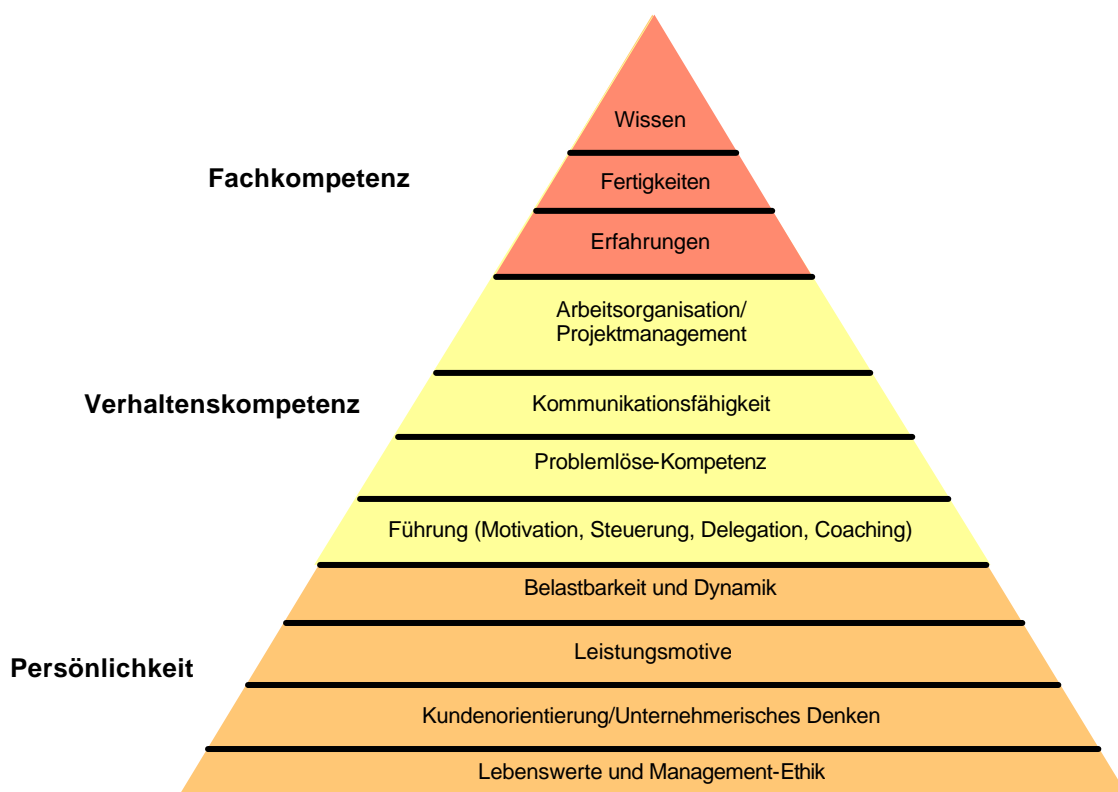 Wissen
Fachkompetenz
Fertigkeiten
Erfahrungen
Arbeitsorganisation/
Projektmanagement
Verhaltenskompetenz
Kommunikationsfähigkeit
Problemlöse-Kompetenz
Führung (Motivation, Steuerung, Delegation, Coaching)
Belastbarkeit und Dynamik
Persönlichkeit
Leistungsmotive
Kundenorientierung/Unternehmerisches Denken
Lebenswerte und Management-Ethik